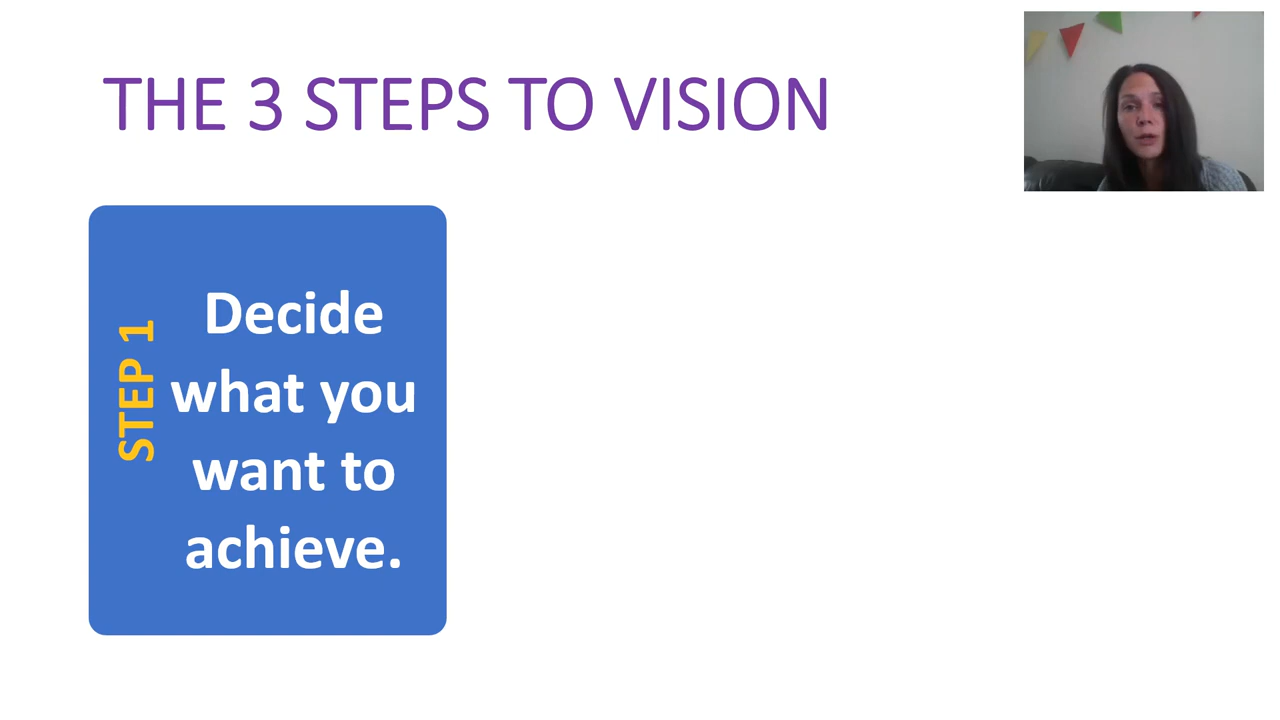 THE 3 STEPS TO VISION
STEP 1
Decide
what you
want to
achieve.